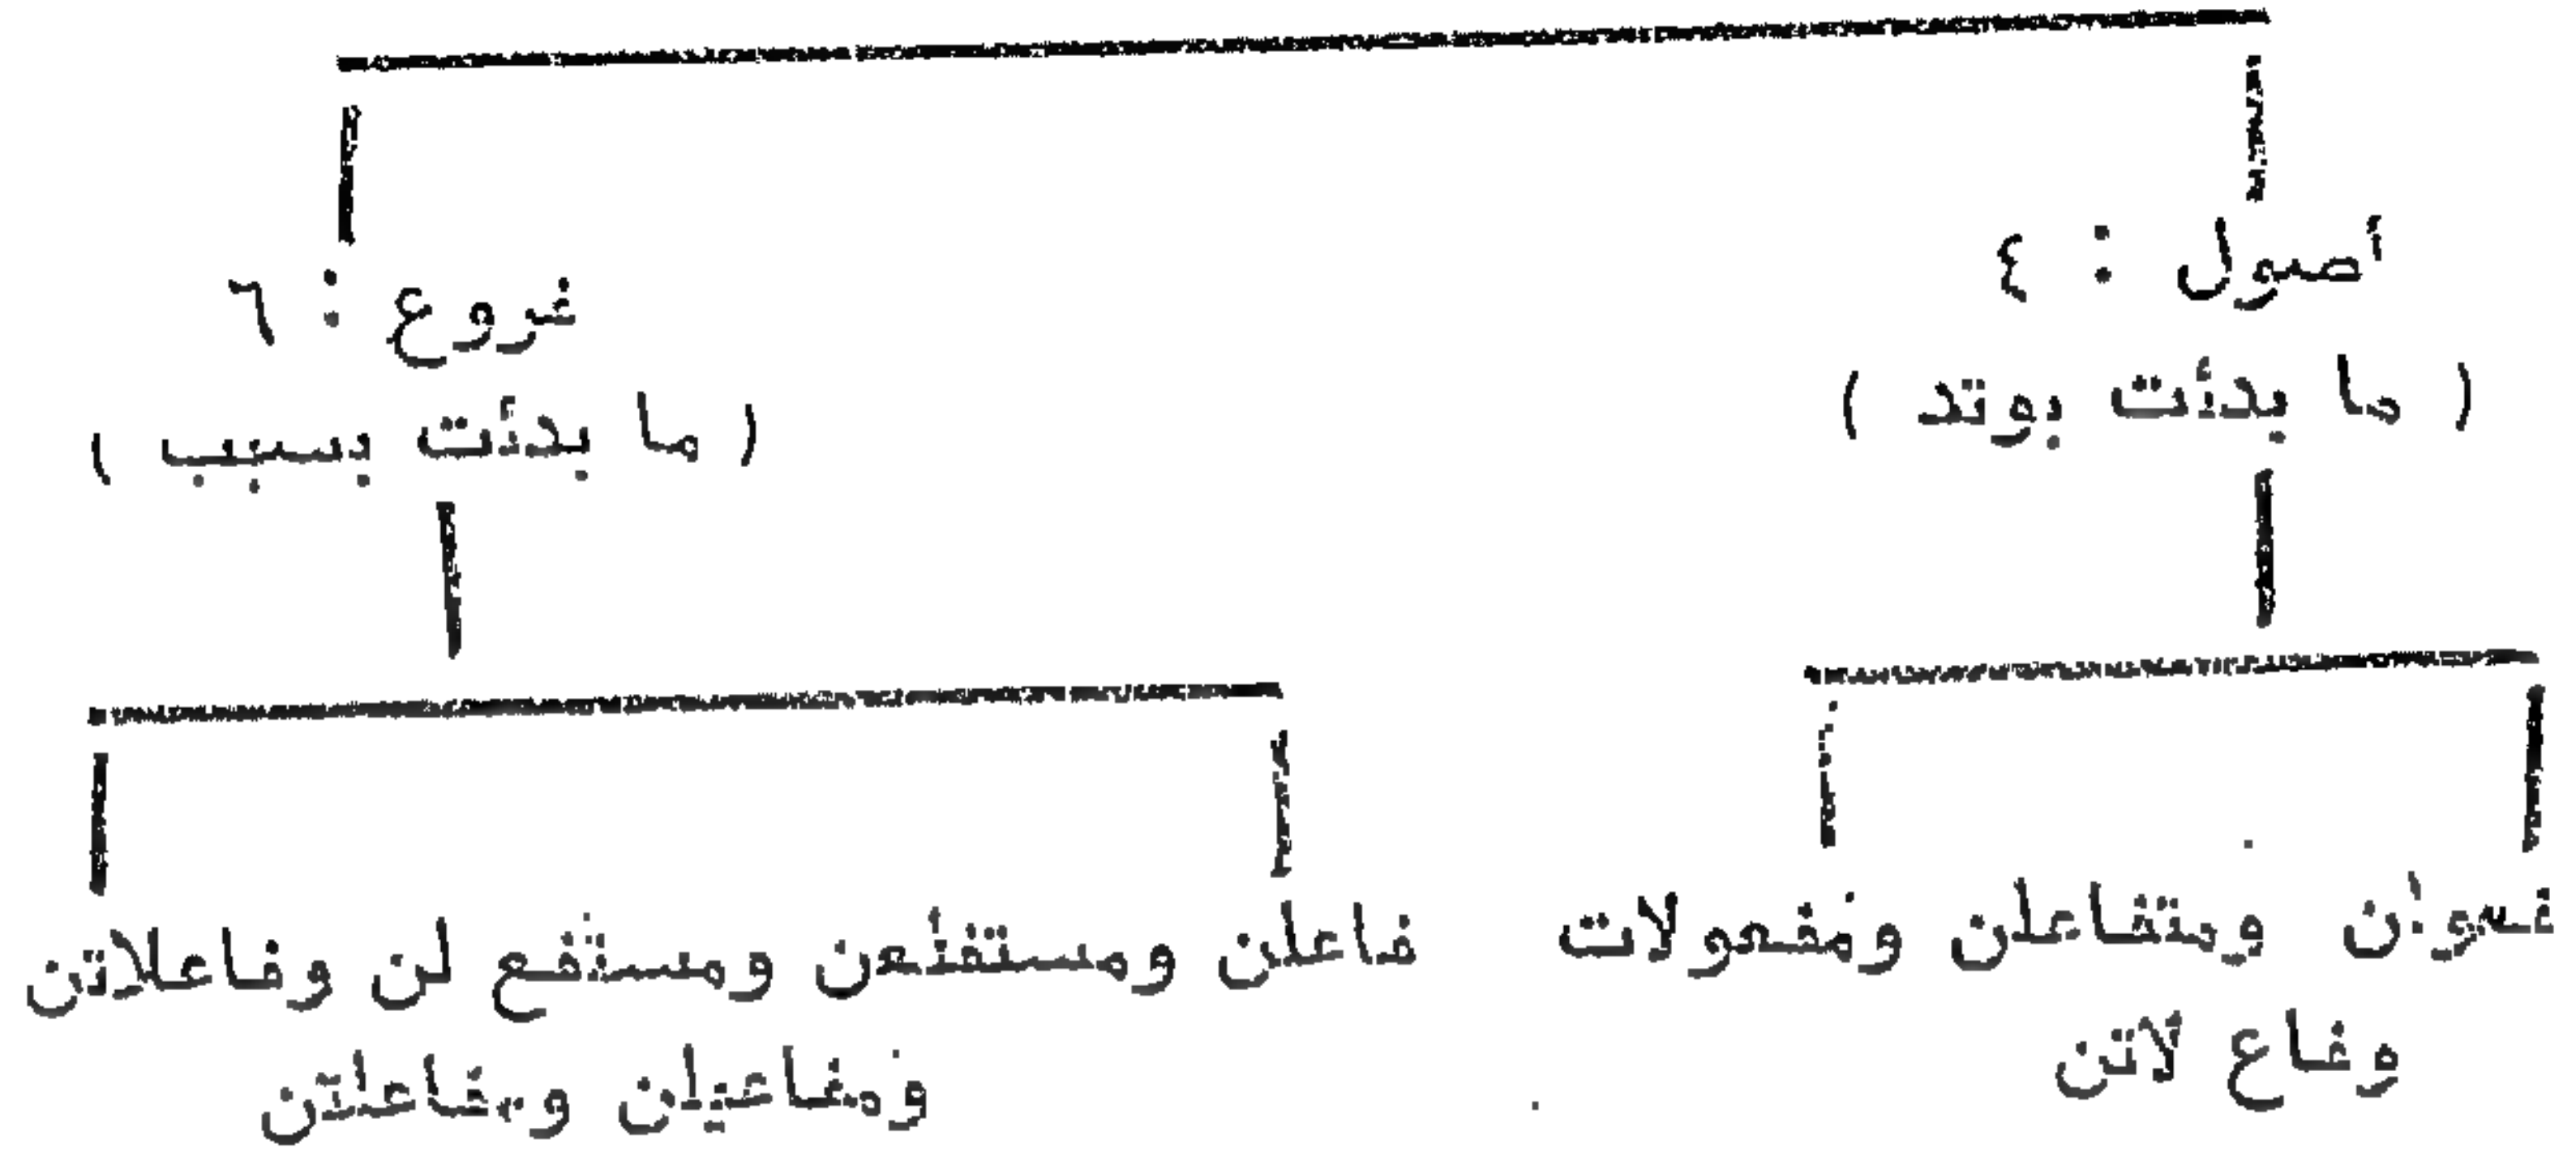 أصول : ٤
( ما بدئت بوتد )
فروع : ٦
( ما بدئت بسبب )
فعولن ومتفاعلن ومفعولات
وفاع لاتن
فاعلن ومستفلعن ومستفع لن وفاعلاتن
ومفاعيلن ومفاعلتن